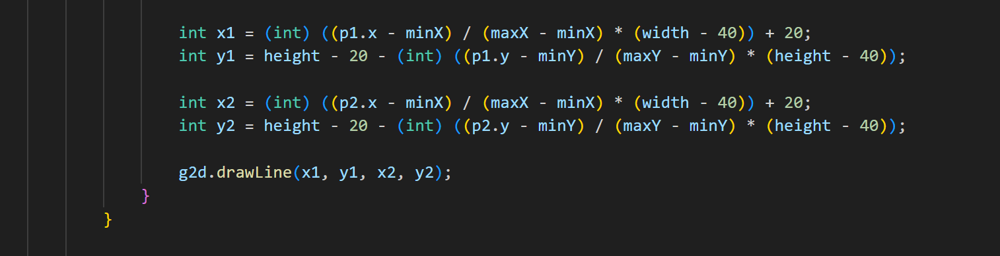 int x1 = (int) ((p1.x - minX) / (maxX - minX) * (width - 40)) + 20;
int y1 = height - 20 - (int) ((p1.y - minY) / (maxY - minY) * (height - 40));
int x2 = (int) ((p2.x - minX) / (maxX - minX) * (width - 40)) + 20;
int y2 = height - 20 - (int) ((p2.y - minY) / (maxY - minY) * (height - 40));
g2d.drawLine(x1, y1, x2, y2);
}
}